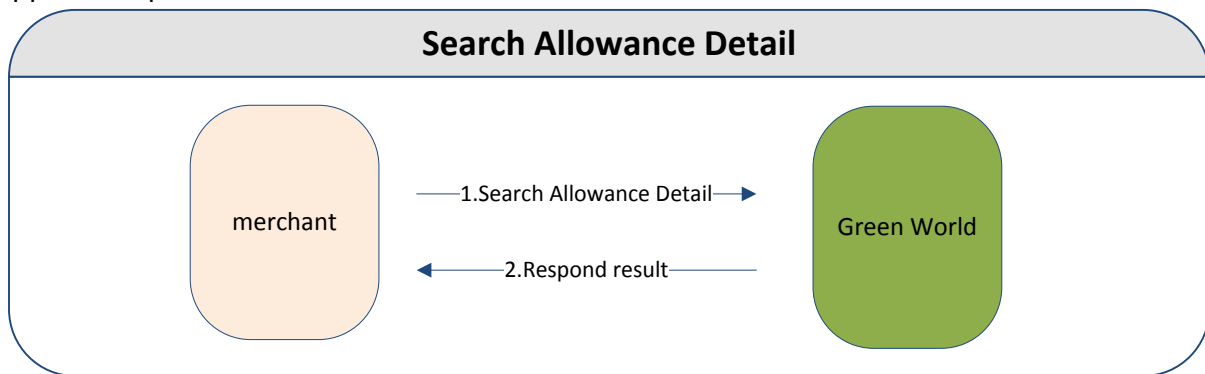 Search Allowance Detail
merchant
1.Search Allowance Detail
Green World
2.Respond result